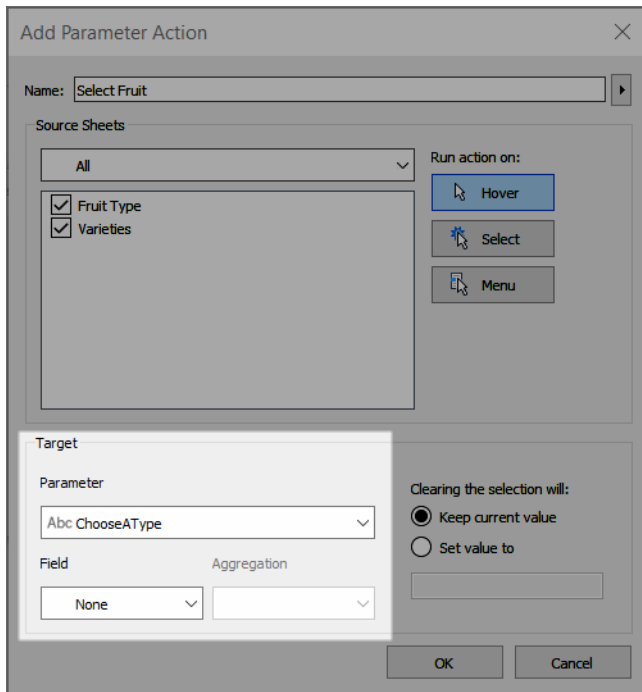 Add Parameter Action
Name: Select Fruit
Source Sheets
All
Fruit Type
Varieties
Run action on:
Hover
Select
Menu
Target
Parameter
Abc ChooseAType
Field Aggregation
None
Clearing the selection will:
Keep current value
Set value to
OK Cancel